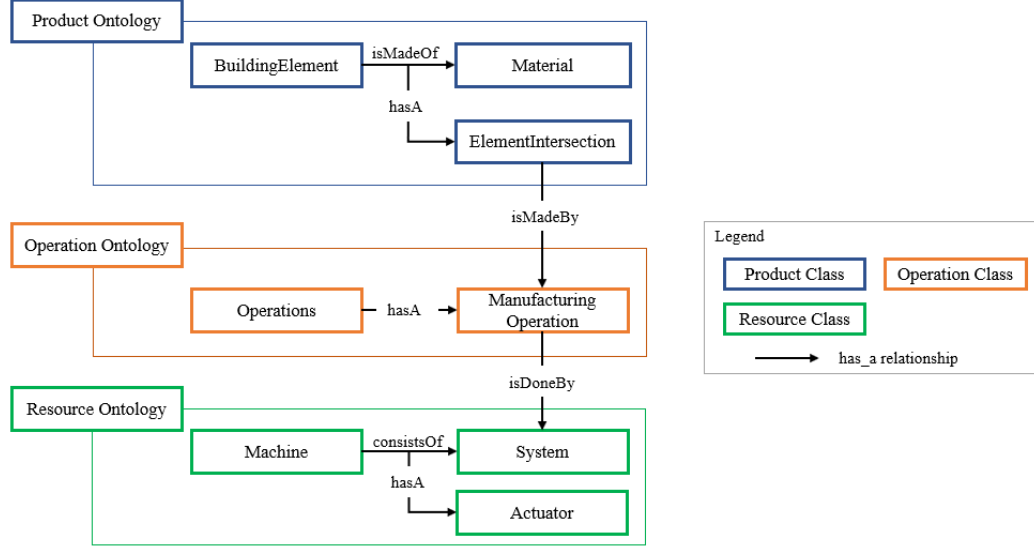 Product Ontology
BuildingElement
isMadeOf
Material
hasA
ElementIntersection
isMadeBy
Operation Ontology
Operations
hasA
Manufacturing
Operation
isDoneBy
Resource Ontology
Machine
consistsOf
System
hasA
Actuator
Legend
Product Class
Operation Class
Resource Class
has_a relationship